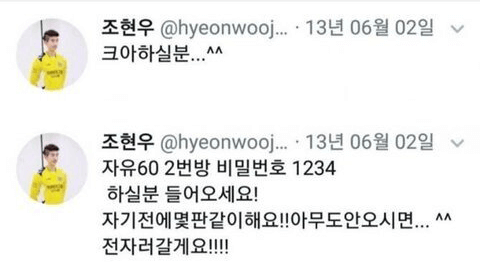 조현우 @hyeonwooj... · 13년 06월 02일
크아하실분...^^
조현우 @hyeonwooj... · 13년 06월 02일
자유60 2번방 비밀번호 1234
하실분 들어오세요!
자기전에몇판같이해요!!아무도안오시면... ^^
전자러갈게요!!!!